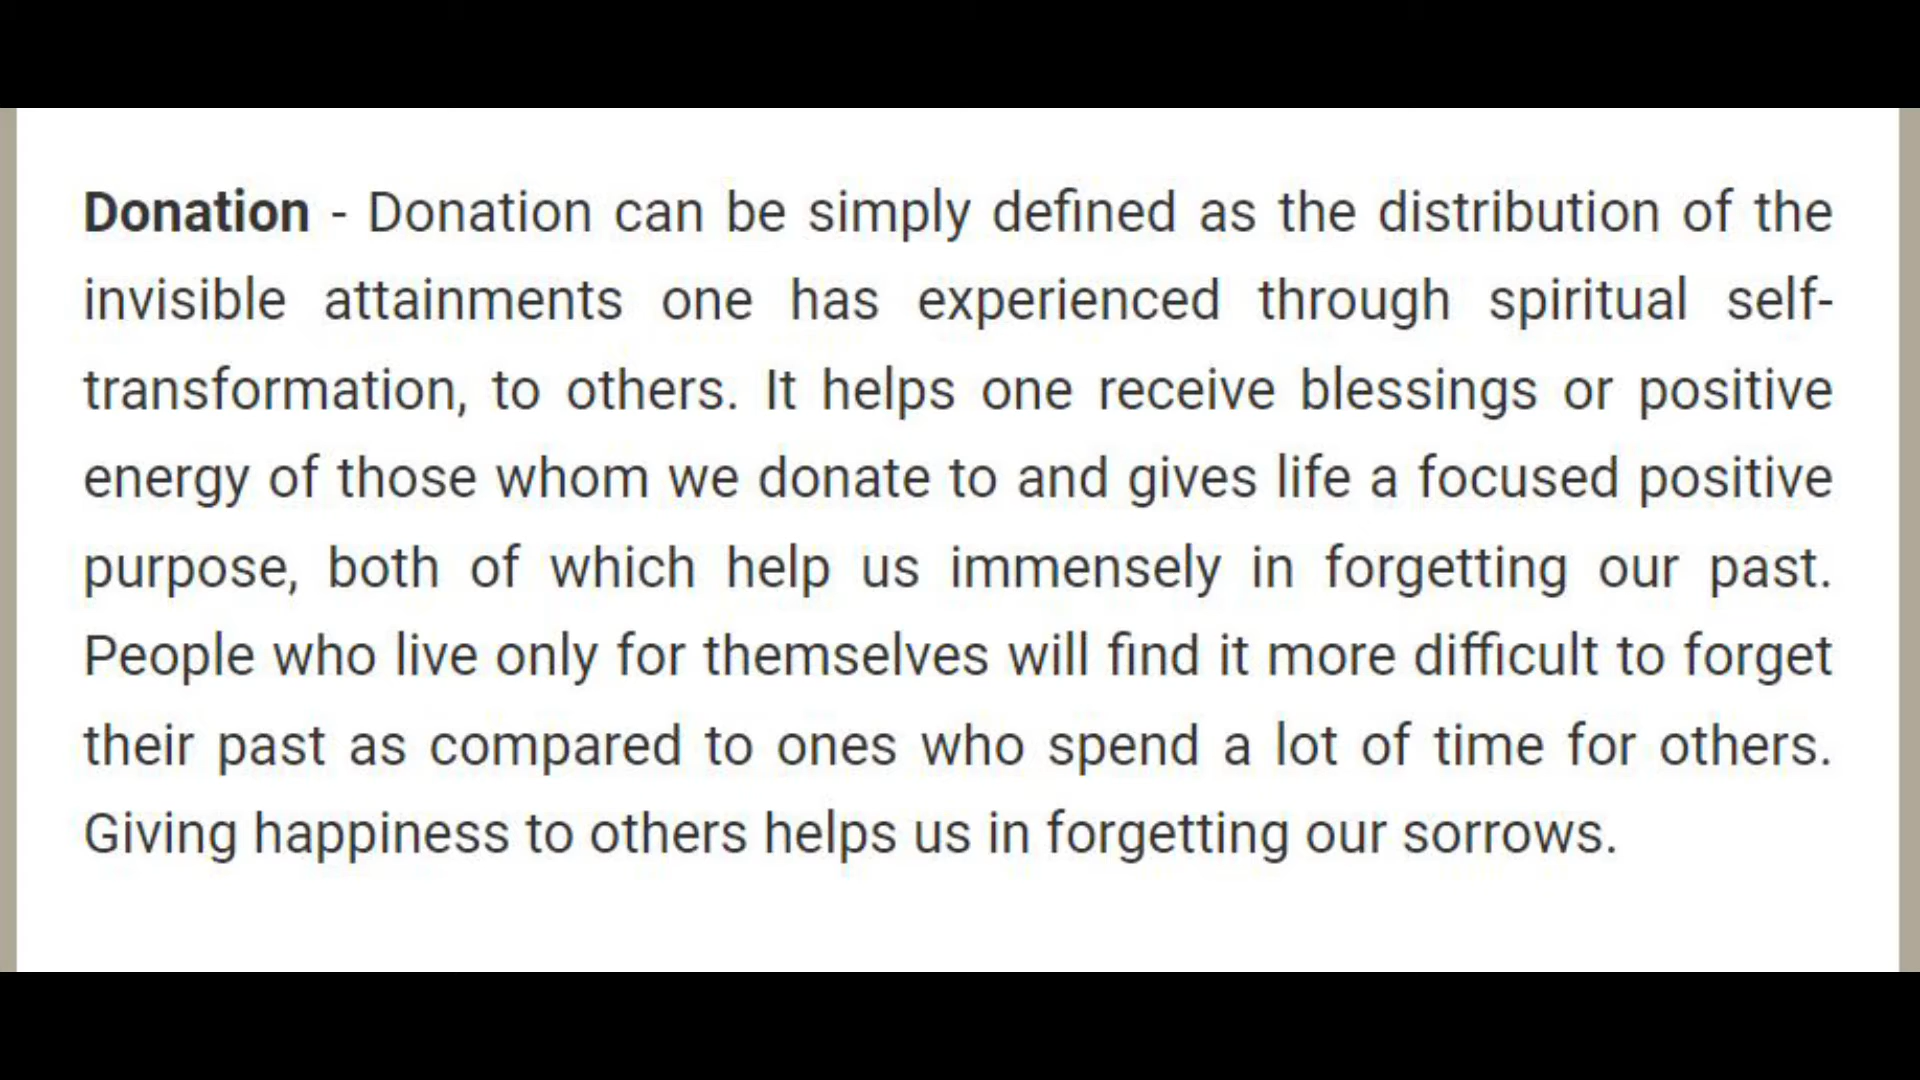 Donation - Donation can be simply defined as the distribution of the
invisible attainments one has experienced through spiritual self-
transformation, to others. It helps one receive blessings or positive
energy of those whom we donate to and gives life a focused positive
purpose, both of which help us immensely in forgetting our past.
People who live only for themselves will find it more difficult to forget
their past as compared to ones who spend a lot of time for others.
Giving happiness to others helps us in forgetting our sorrows.